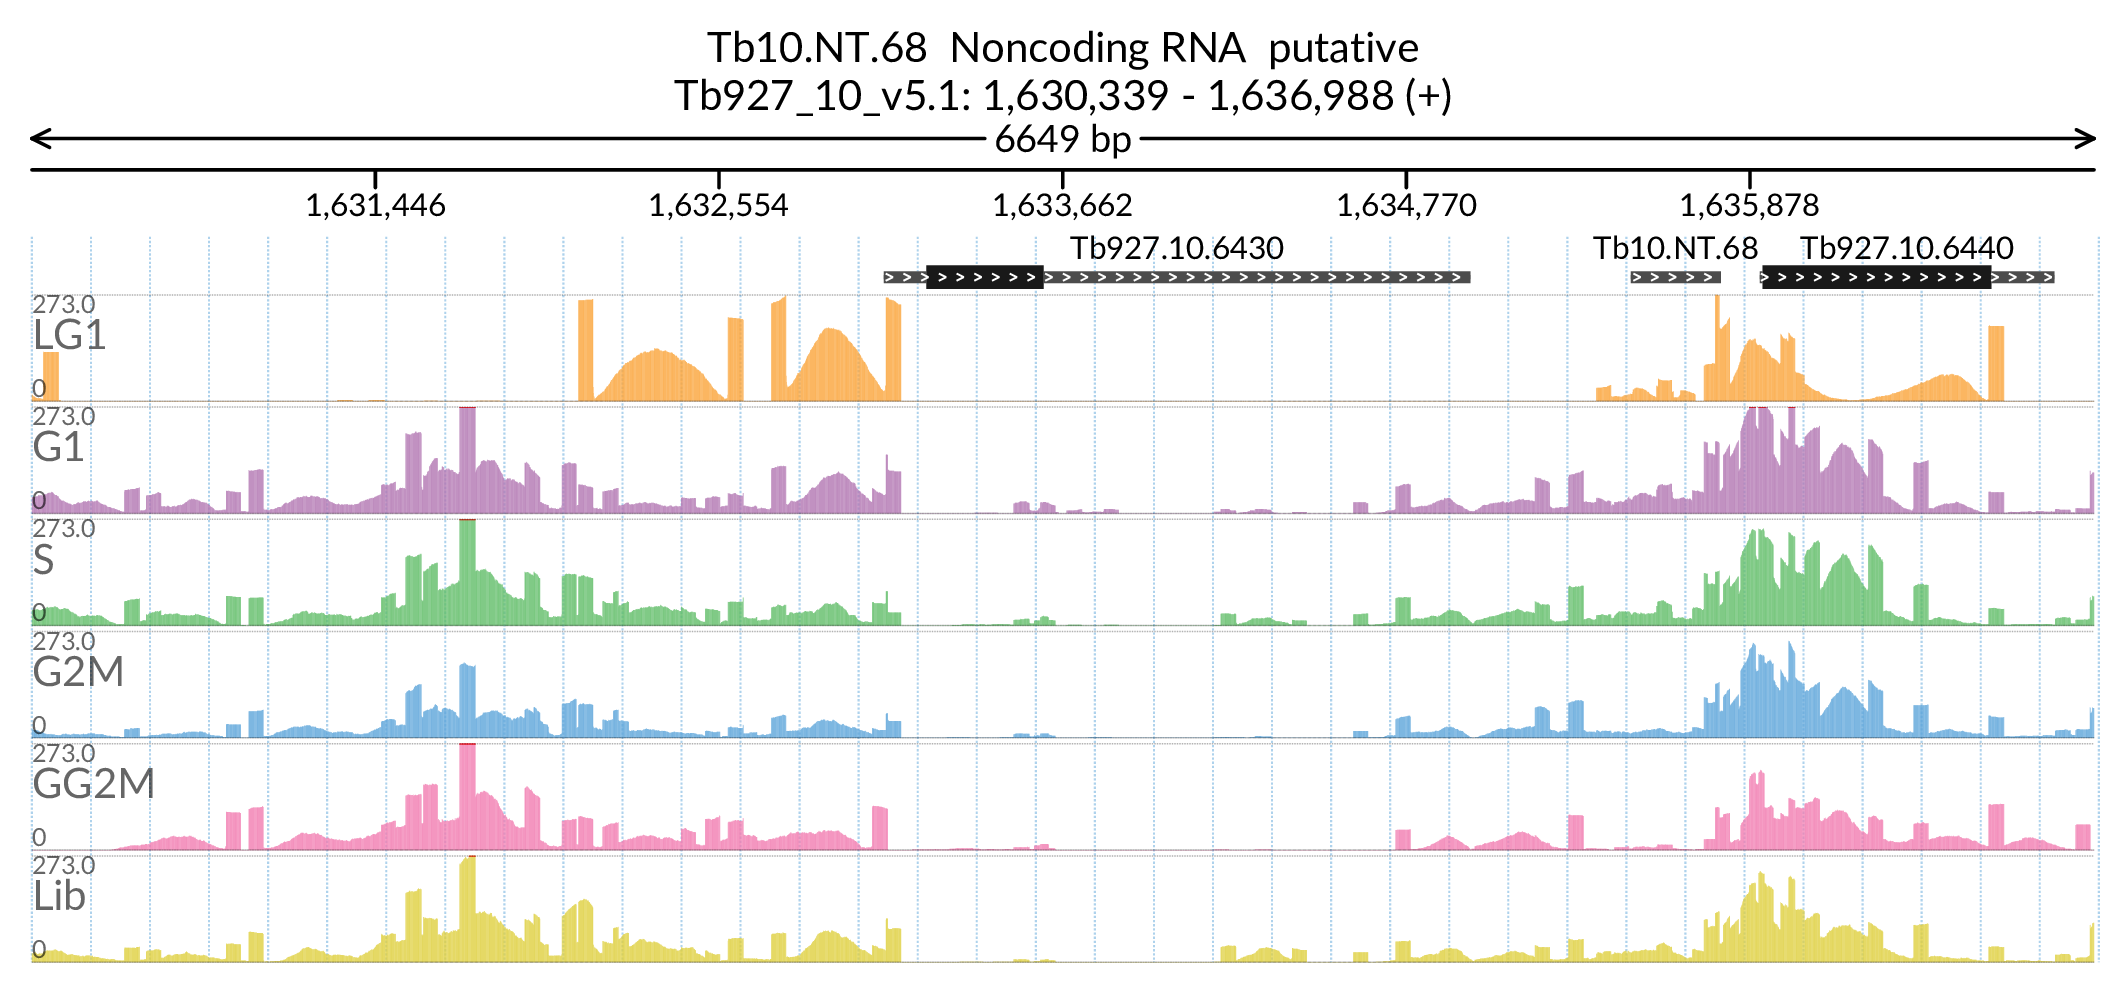 Tb10.NT.68 Noncoding RNA putative
Tb927_10_v5.1: 1,630,339 - 1,636,988 (+)
6649 bp
1,631,446 1,632,554 1,633,662 1,634,770 1,635,878
Tb927.10.6430 Tb10.NT.68 Tb927.10.6440
273.0
LG1
0
273.0
G1
0
273.0
S
0
273.0
G2M
0
273.0
GG2M
0
273.0
Lib
0